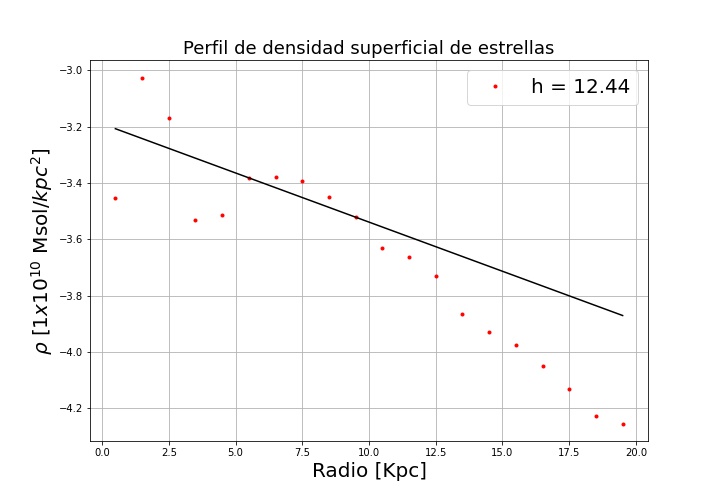 Perfil de densidad superficial de estrellas
h = 12.44
ρ [1x10¹⁰ Msol/kpc²]
−3.0
−3.2
−3.4
−3.6
−3.8
−4.0
−4.2
0.0 2.5 5.0 7.5 10.0 12.5 15.0 17.5 20.0
Radio [Kpc]